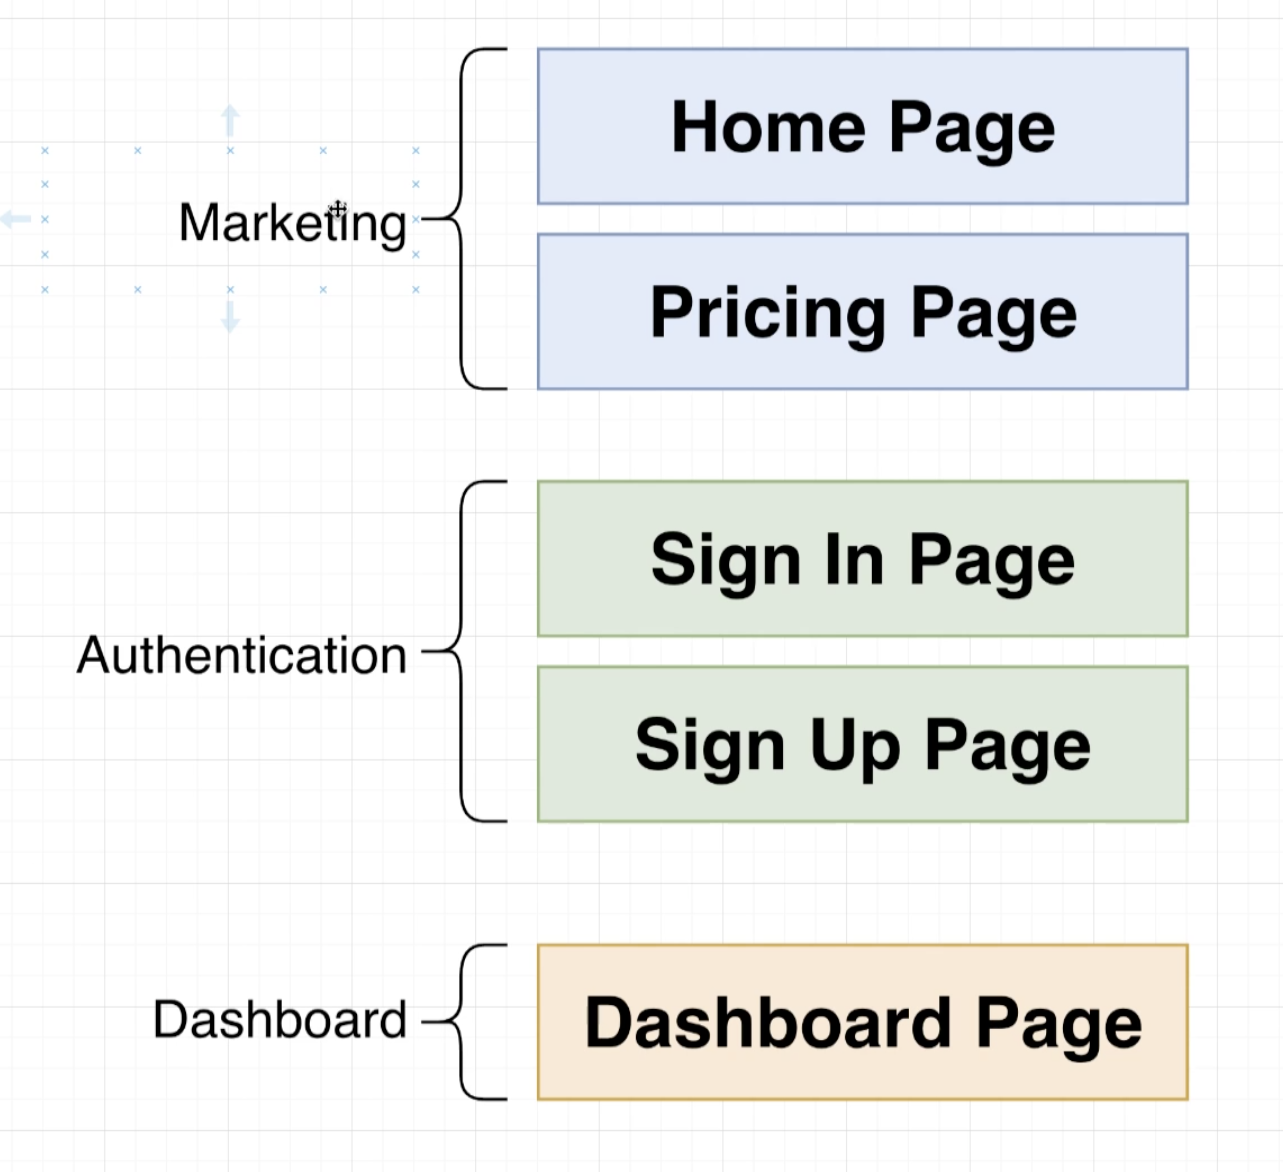 Home Page
Marketing
Pricing Page
Sign In Page
Authentication
Sign Up Page
Dashboard
Dashboard Page